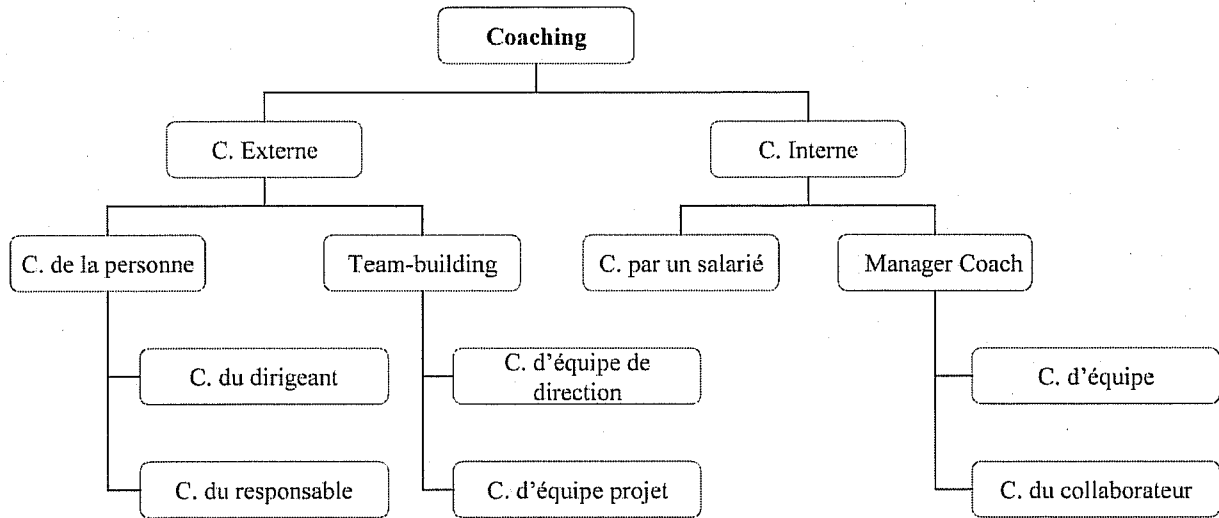 Coaching
C. Externe
C. Interne
C. de la personne
Team-building
C. par un salarié
Manager Coach
C. du dirigeant
C. d'équipe de
direction
C. d'équipe
C. du responsable
C. d'équipe projet
C. du collaborateur